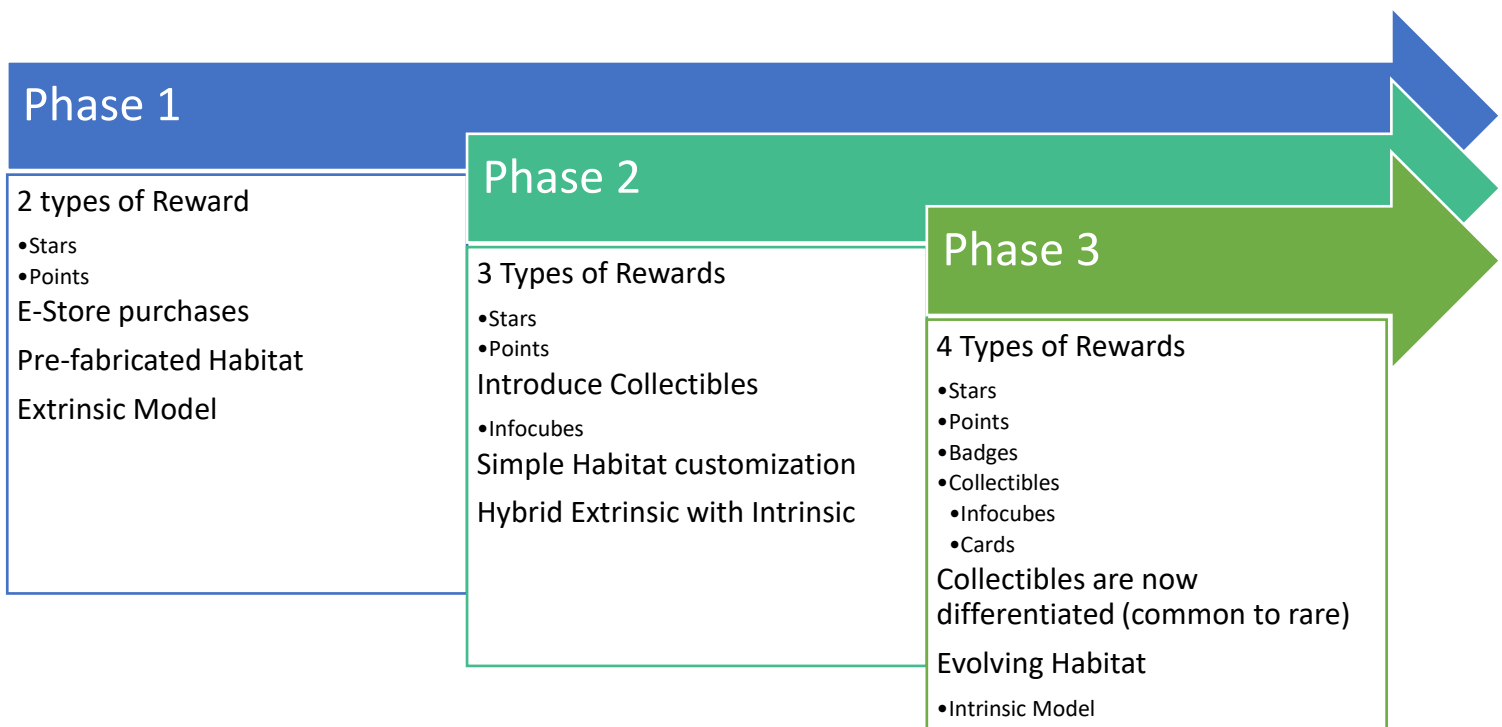 Phase 1
2 types of Reward
•Stars
•Points
E-Store purchases
Pre-fabricated Habitat
Extrinsic Model
Phase 2
3 Types of Rewards
•Stars
•Points
Introduce Collectibles
•Infocubes
Simple Habitat customization
Hybrid Extrinsic with Intrinsic
Phase 3
4 Types of Rewards
•Stars
•Points
•Badges
•Collectibles
•Infocubes
•Cards
Collectibles are now
differentiated (common to rare)
Evolving Habitat
•Intrinsic Model